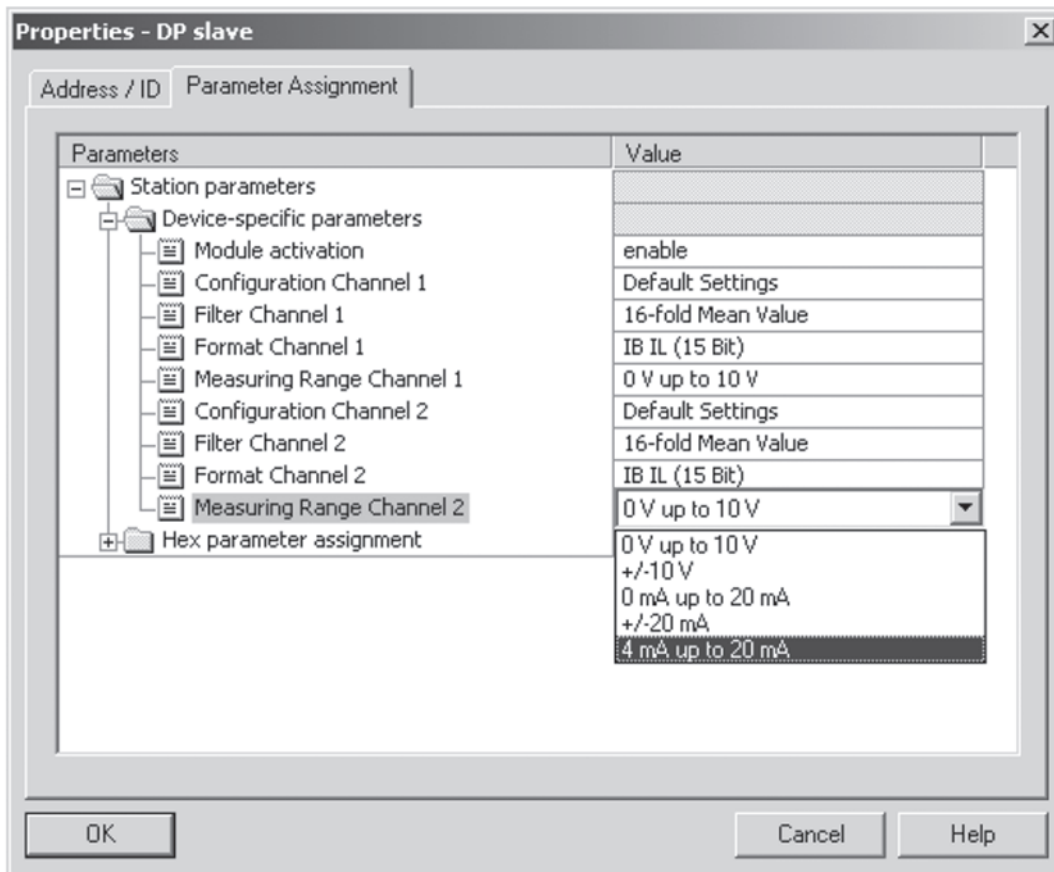 Properties - DP slave
Address / ID Parameter Assignment
Parameters Value
Station parameters
Device-specific parameters
Module activation enable
Configuration Channel 1 Default Settings
Filter Channel 1 16-fold Mean Value
Format Channel 1 IB IL (15 Bit)
Measuring Range Channel 1 0 V up to 10 V
Configuration Channel 2 Default Settings
Filter Channel 2 16-fold Mean Value
Format Channel 2 IB IL (15 Bit)
Measuring Range Channel 2 0 V up to 10 V
Hex parameter assignment
0 V up to 10 V
+/-10 V
0 mA up to 20 mA
+/-20 mA
4 mA up to 20 mA
OK Cancel Help